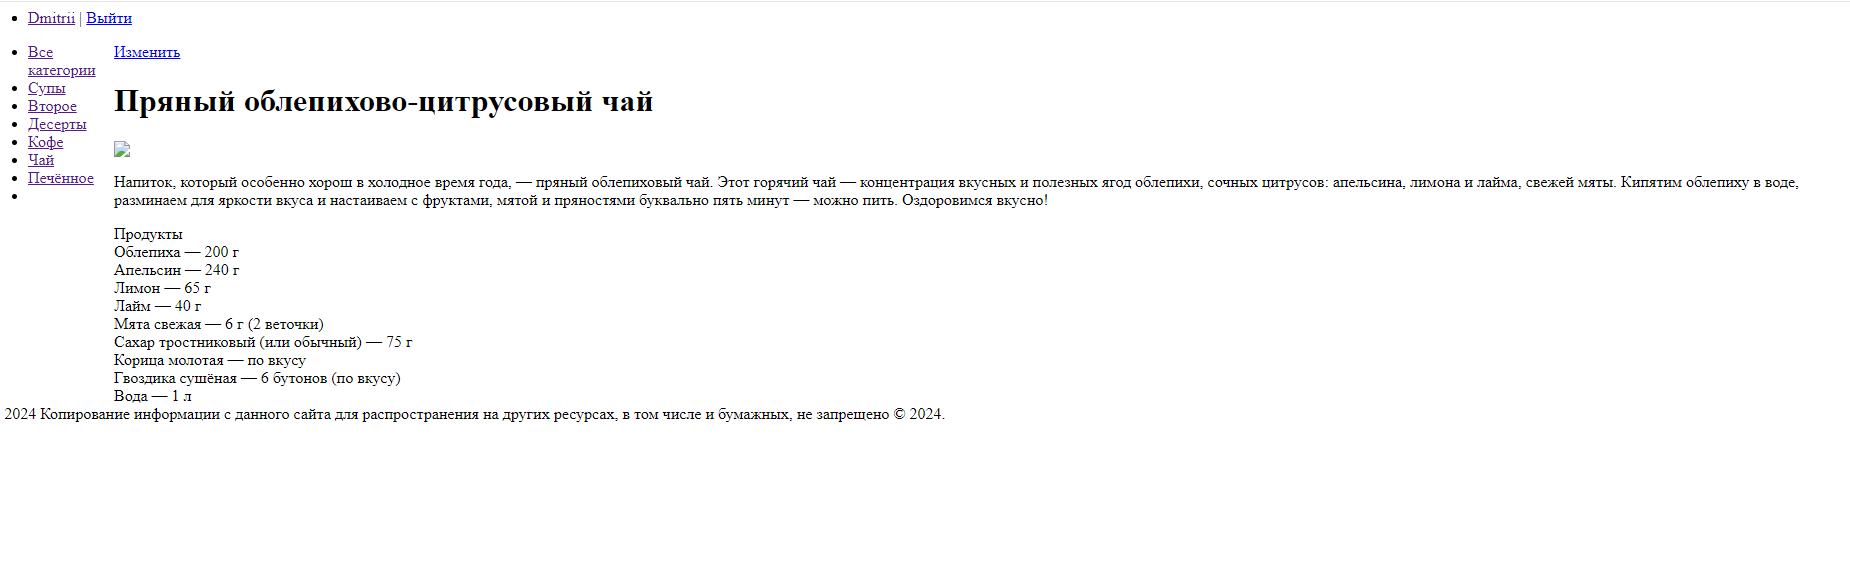 Dmitrii | Выйти
Все
категории
Супы
Второе
Десерты
Кофе
Чай
Печённое
Изменить
Пряный облепихово-цитрусовый чай
Напиток, который особенно хорош в холодное время года, — пряный облепиховый чай. Этот горячий чай — концентрация вкусных и полезных ягод облепихи, сочных цитрусов: апельсина, лимона и лайма, свежей мяты. Кипятим облепиху в воде,
разминаем для яркости вкуса и настаиваем с фруктами, мятой и пряностями буквально пять минут — можно пить. Оздоровимся вкусно!
Продукты
Облепиха — 200 г
Апельсин — 240 г
Лимон — 65 г
Лайм — 40 г
Мята свежая — 6 г (2 веточки)
Сахар тростниковый (или обычный) — 75 г
Корица молотая — по вкусу
Гвоздика сушёная — 6 бутонов (по вкусу)
Вода — 1 л
2024 Копирование информации с данного сайта для распространения на других ресурсах, в том числе и бумажных, не запрещено © 2024.